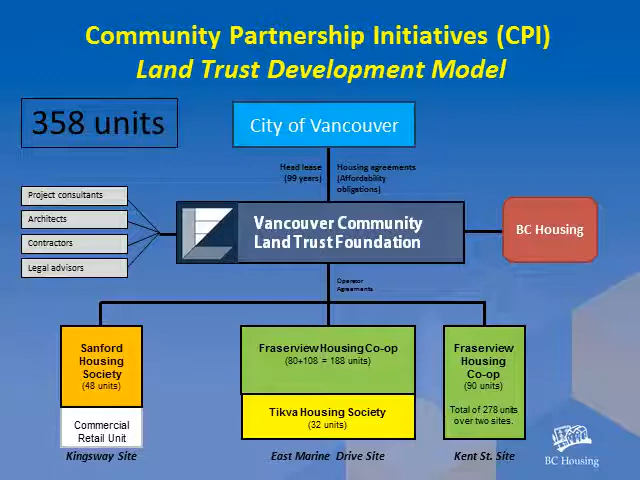 Community Partnership Initiatives (CPI)
Land Trust Development Model
358 units
City of Vancouver
Head lease
(99 years)
Housing agreements
(Affordability
obligations)
Project consultants
Architects
Contractors
Legal advisors
Vancouver Community
Land Trust Foundation
BC Housing
Operator
Agreements
Sanford
Housing
Society
(48 units)
Commercial
Retail Unit
Kingsway Site
Fraserview Housing Co-op
(80+108 = 188 units)
Tikva Housing Society
(32 units)
East Marine Drive Site
Fraserview
Housing
Co-op
(90 units)
Total of 278 units
over two sites.
Kent St. Site
BC Housing